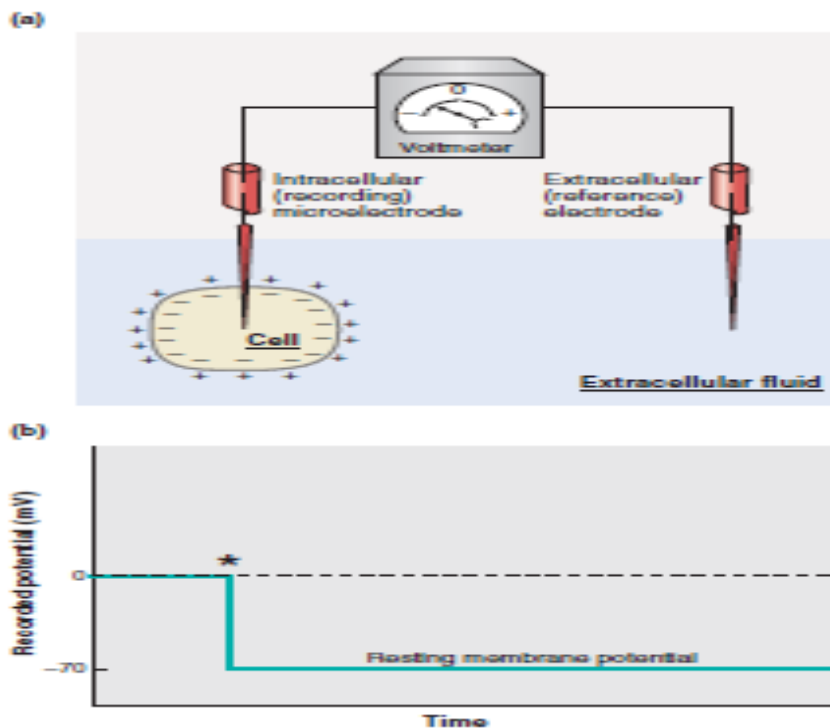 (a)
0
– +
Voltmeter
Intracellular
(recording)
microelectrode
Extracellular
(reference)
electrode
Cell
Extracellular fluid
(b)
Recorded potential (mV)
*
0
Resting membrane potential
–70
Time